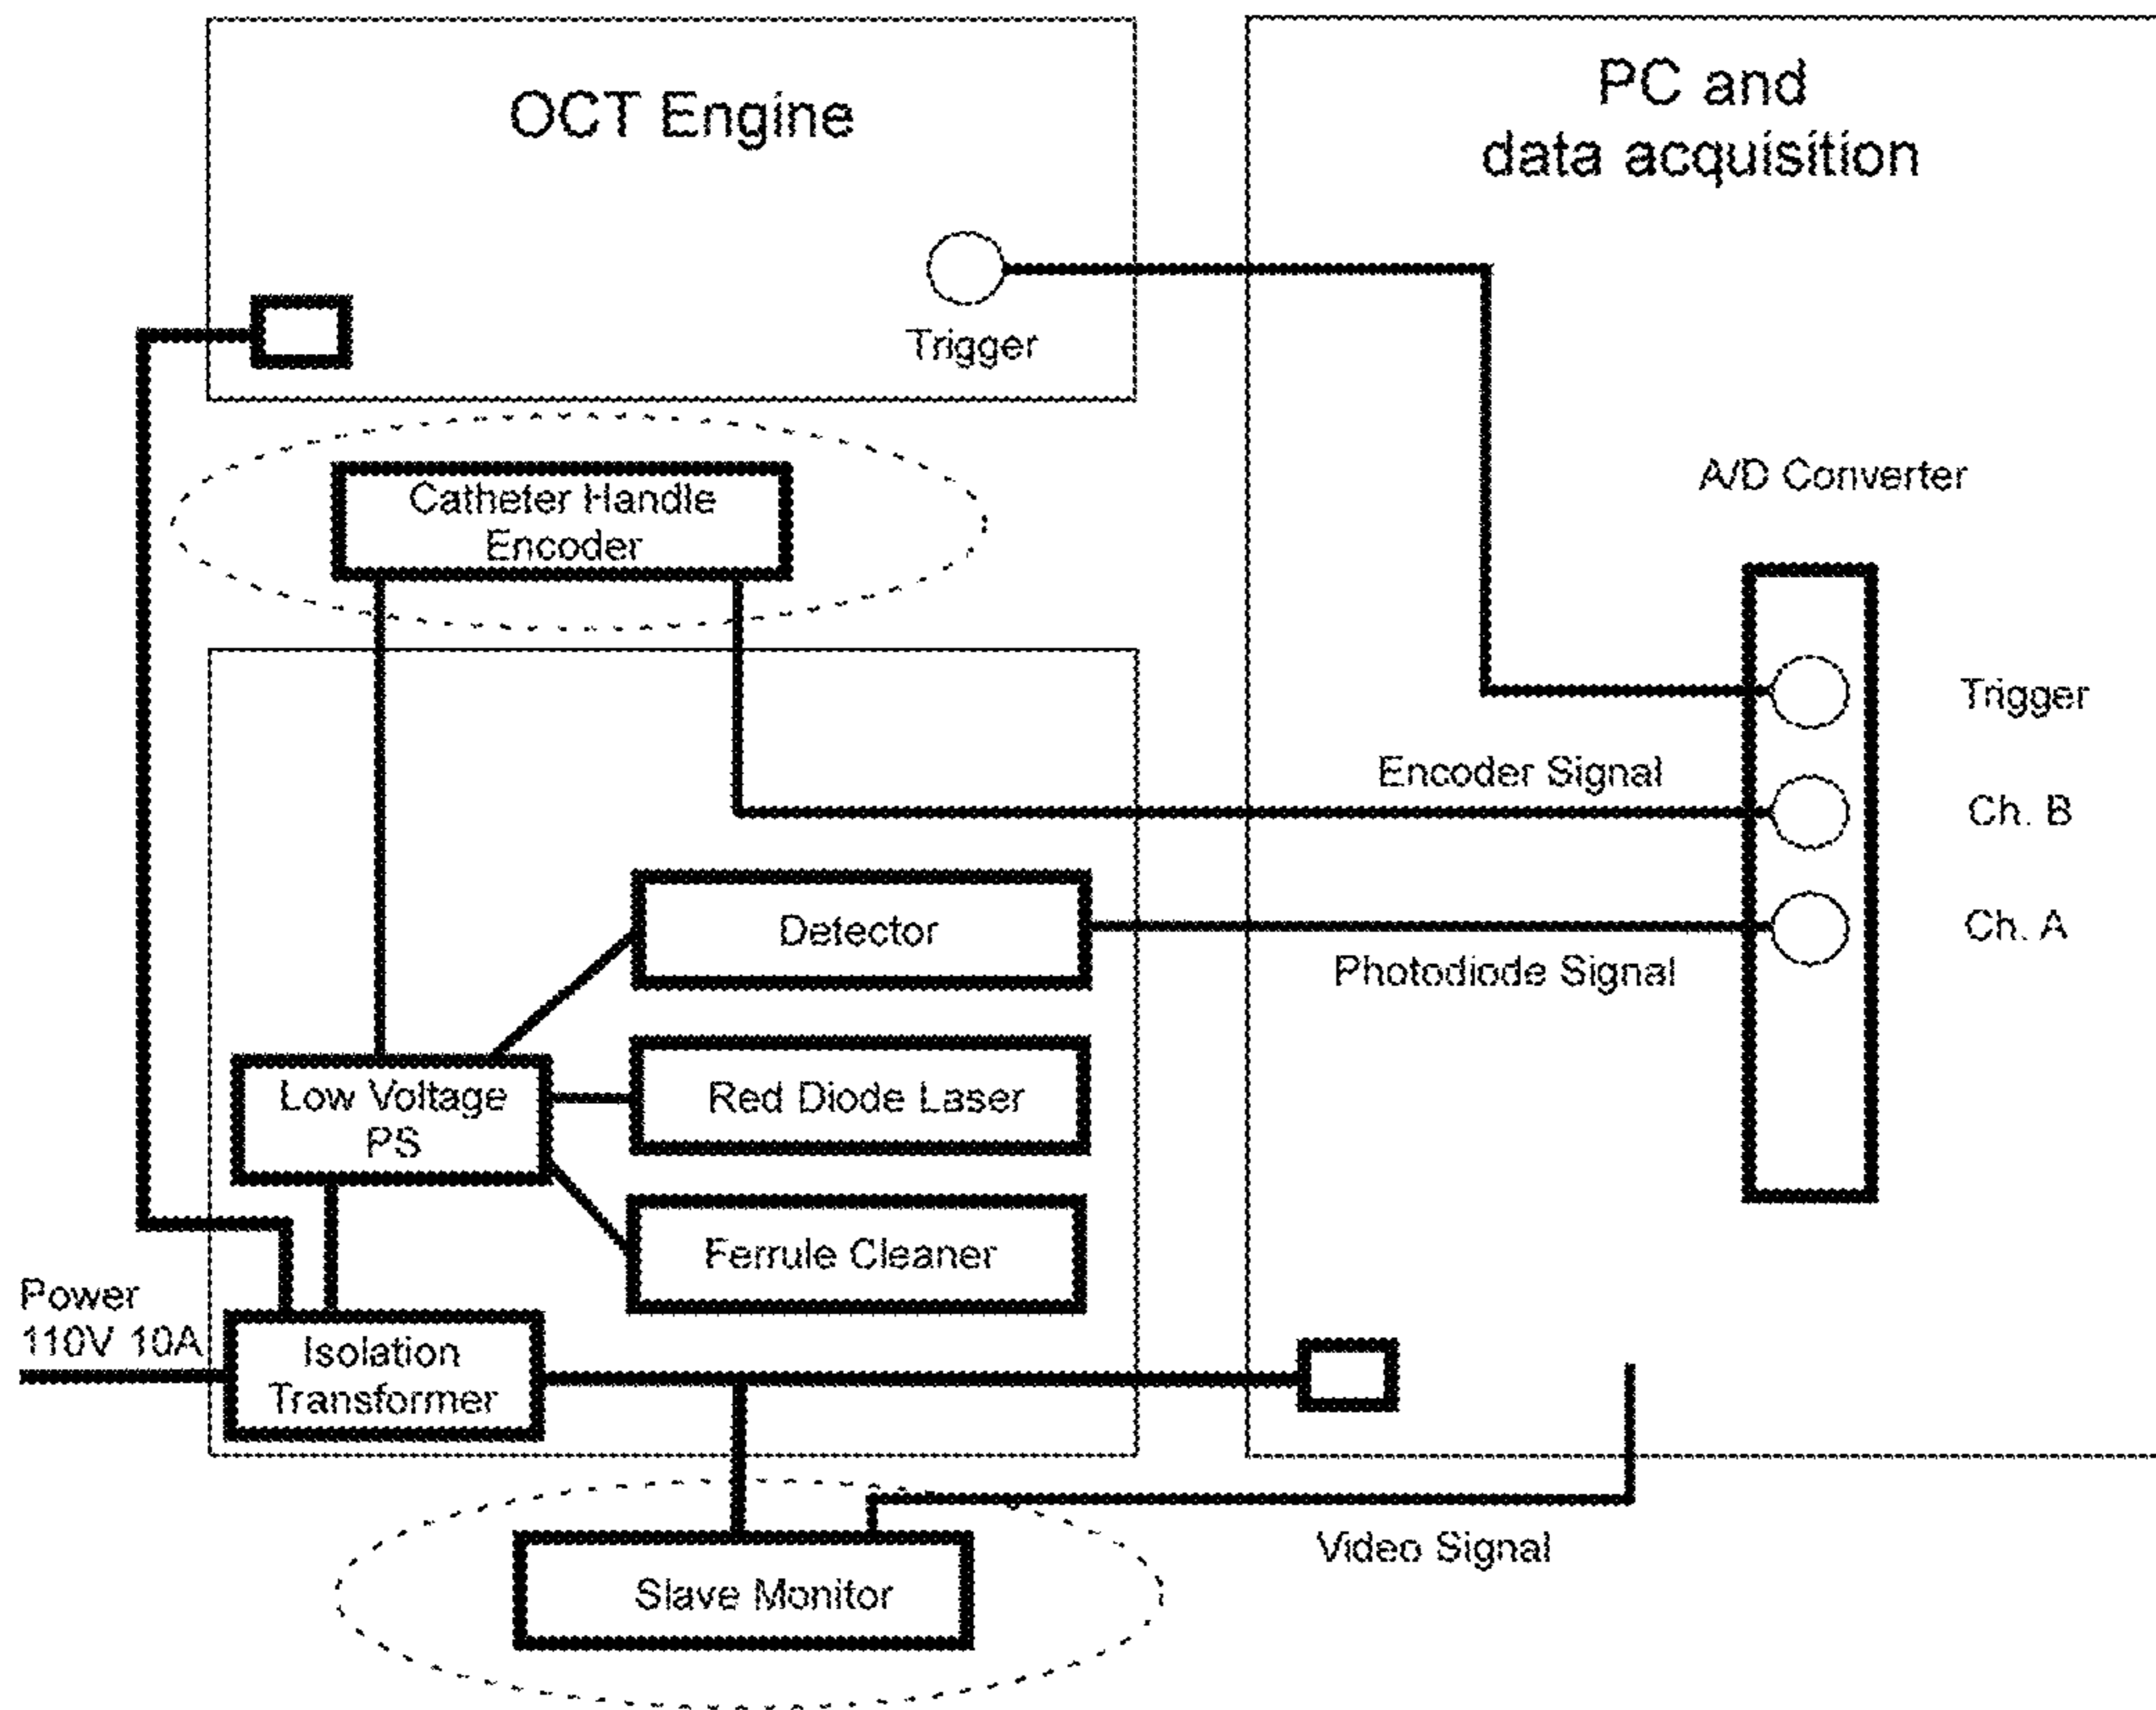 OCT Engine
PC and
data acquisition
Trigger
A/D Converter
Catheter Handle
Encoder
Trigger
Encoder Signal
Ch. B
Detector
Ch. A
Photodiode Signal
Low Voltage
PS
Red Diode Laser
Ferrule Cleaner
Power
110V 10A
Isolation
Transformer
Video Signal
Slave Monitor